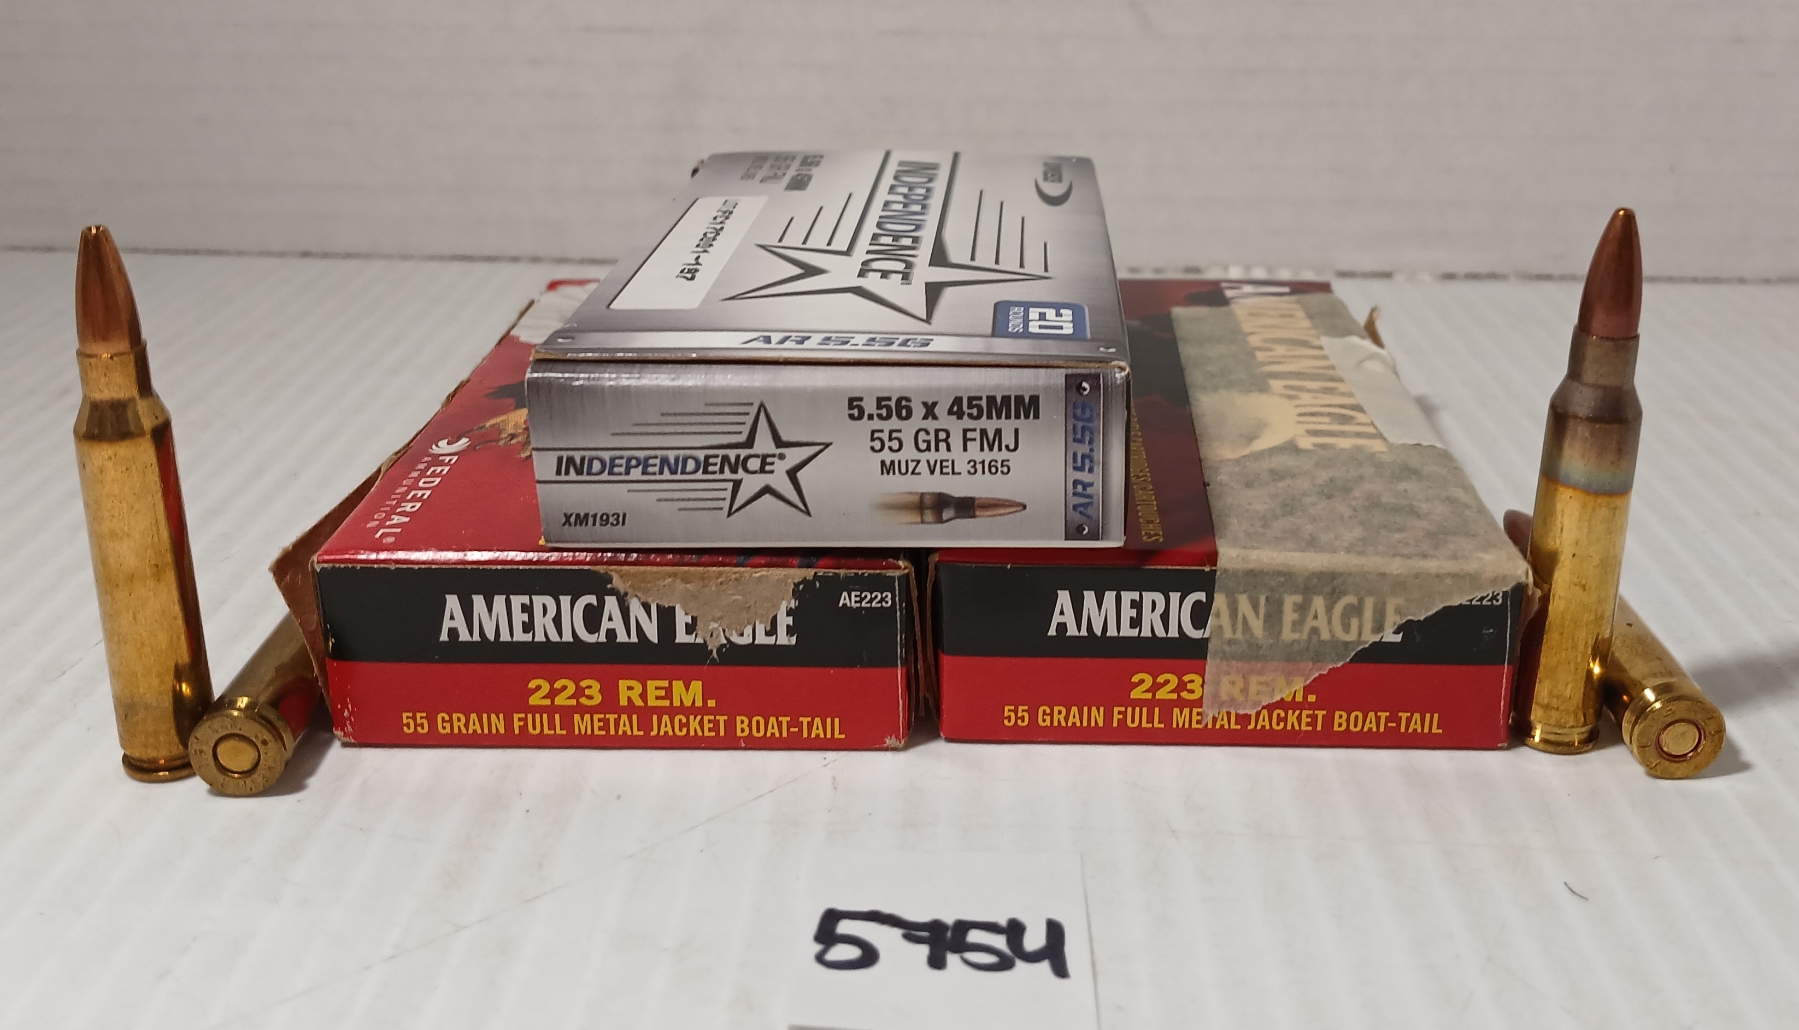 INDEPENDENCE
20
ROUNDS
AR 5.56
INDEPENDENCE®
5.56 x 45MM
55 GR FMJ
MUZ VEL 3165
XM193I
AR 5.56
FEDERAL®
AMMUNITION
AMERICAN EAGLE
AMERICAN EAGLE
AE223
223 REM.
55 GRAIN FULL METAL JACKET BOAT-TAIL
AMERICAN EAGLE
223 REM.
55 GRAIN FULL METAL JACKET BOAT-TAIL
5754